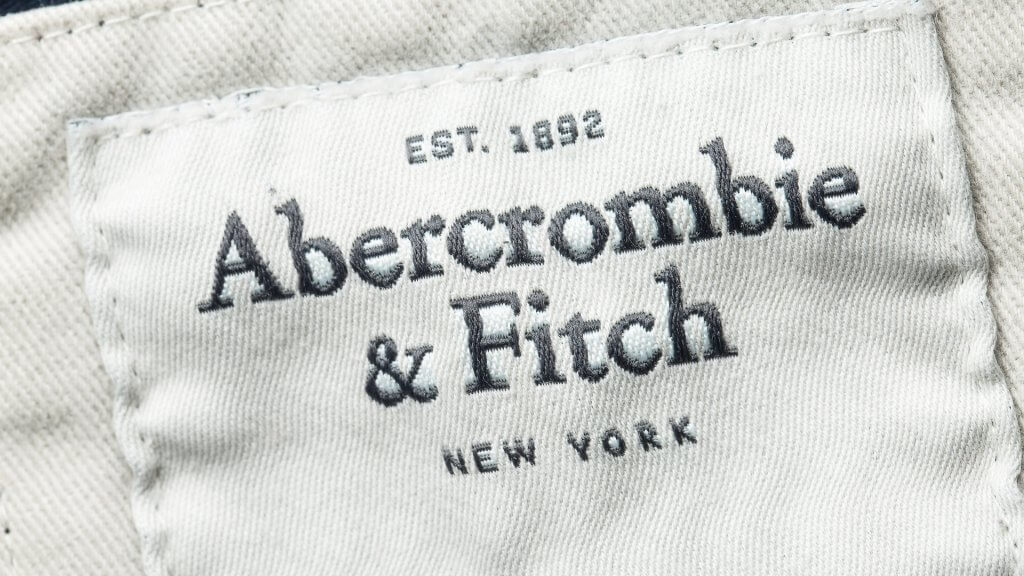 EST. 1892
Abercrombie
& Fitch
NEW YORK